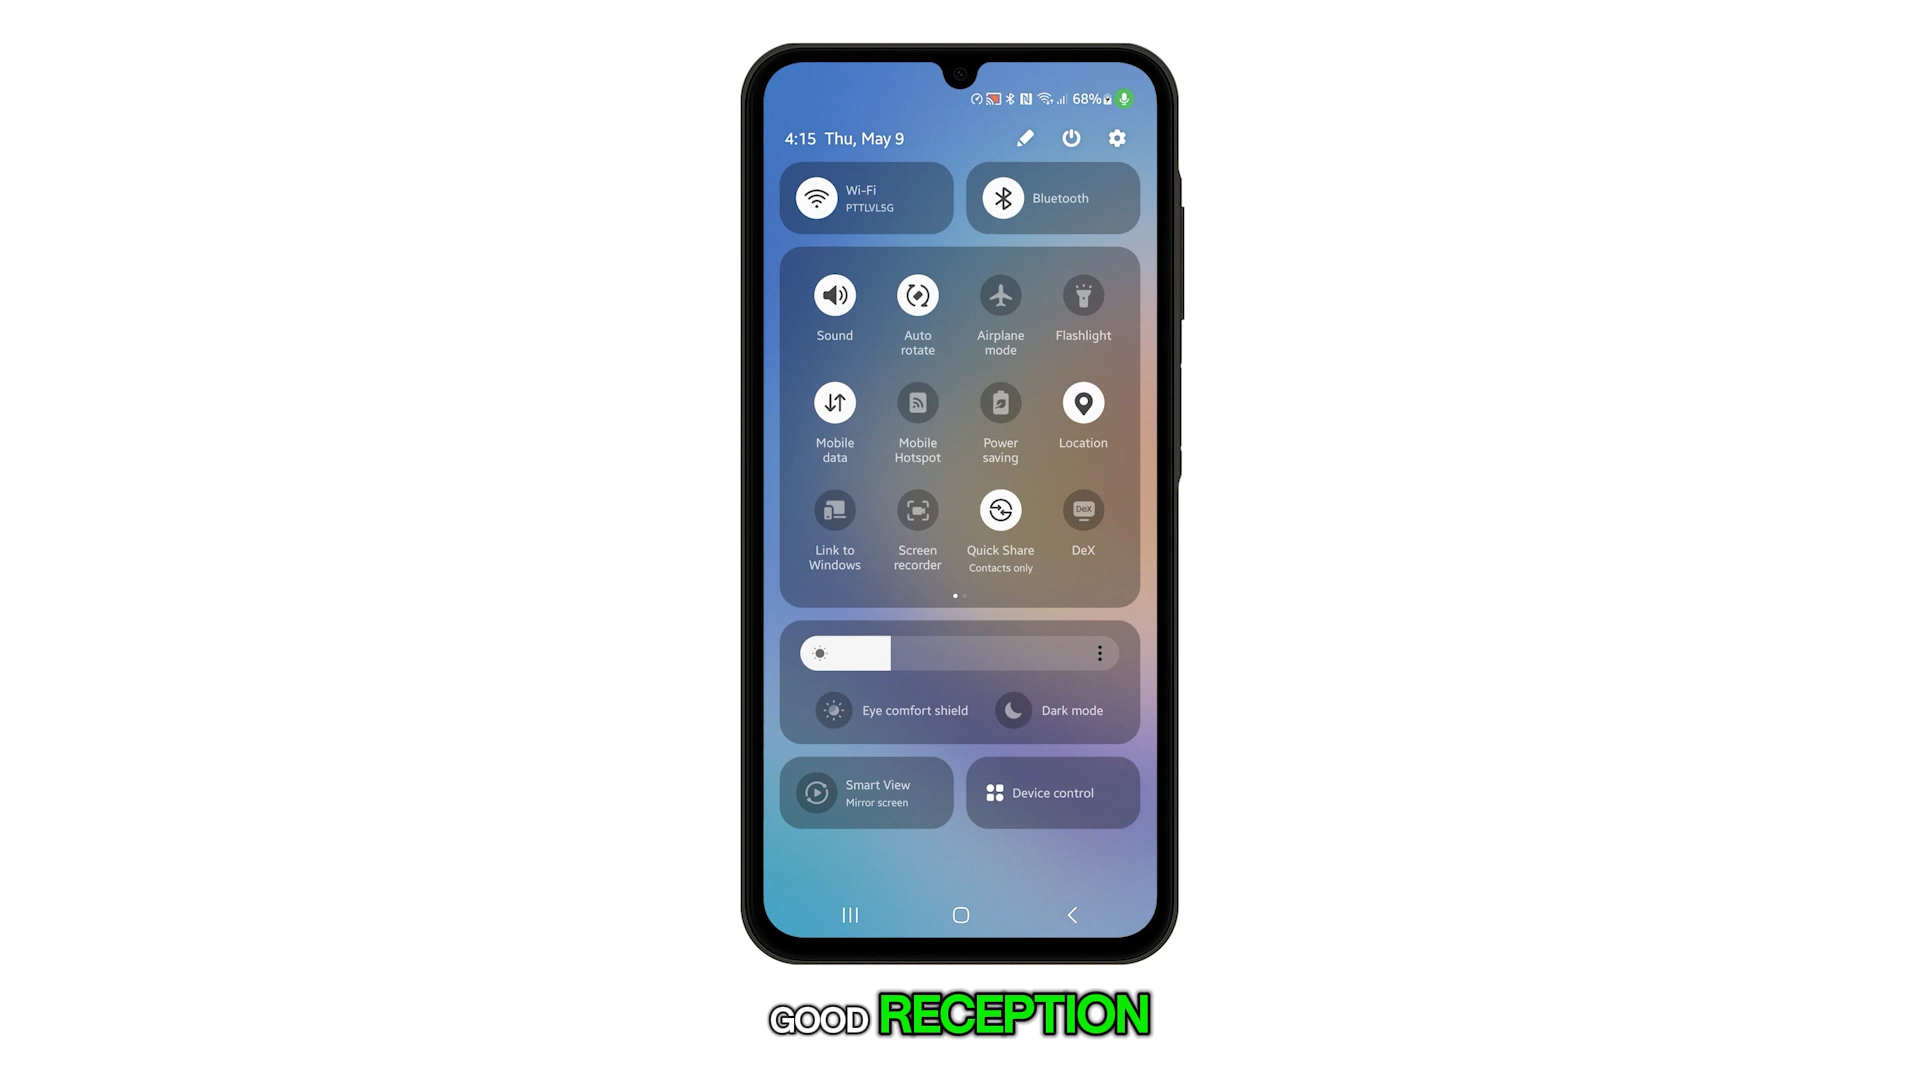 68%
4:15 Thu, May 9
Wi-Fi
PTTLVL5G
Bluetooth
Sound
Auto
rotate
Airplane
mode
Flashlight
Mobile
data
Mobile
Hotspot
Power
saving
Location
Link to
Windows
Screen
recorder
Quick Share
Contacts only
DeX
DeX
Eye comfort shield
Dark mode
Smart View
Mirror screen
Device control
GOOD RECEPTION